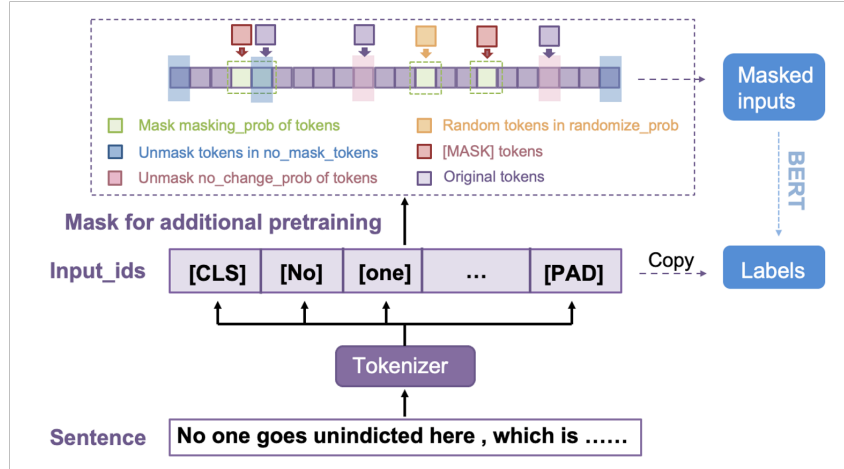 Masked
inputs
Mask masking_prob of tokens
Random tokens in randomize_prob
Unmask tokens in no_mask_tokens
[MASK] tokens
Unmask no_change_prob of tokens
Original tokens
BERT
Mask for additional pretraining
Input_ids
[CLS]
[No]
[one]
...
[PAD]
Copy
Labels
Tokenizer
Sentence
No one goes unindicted here , which is ......